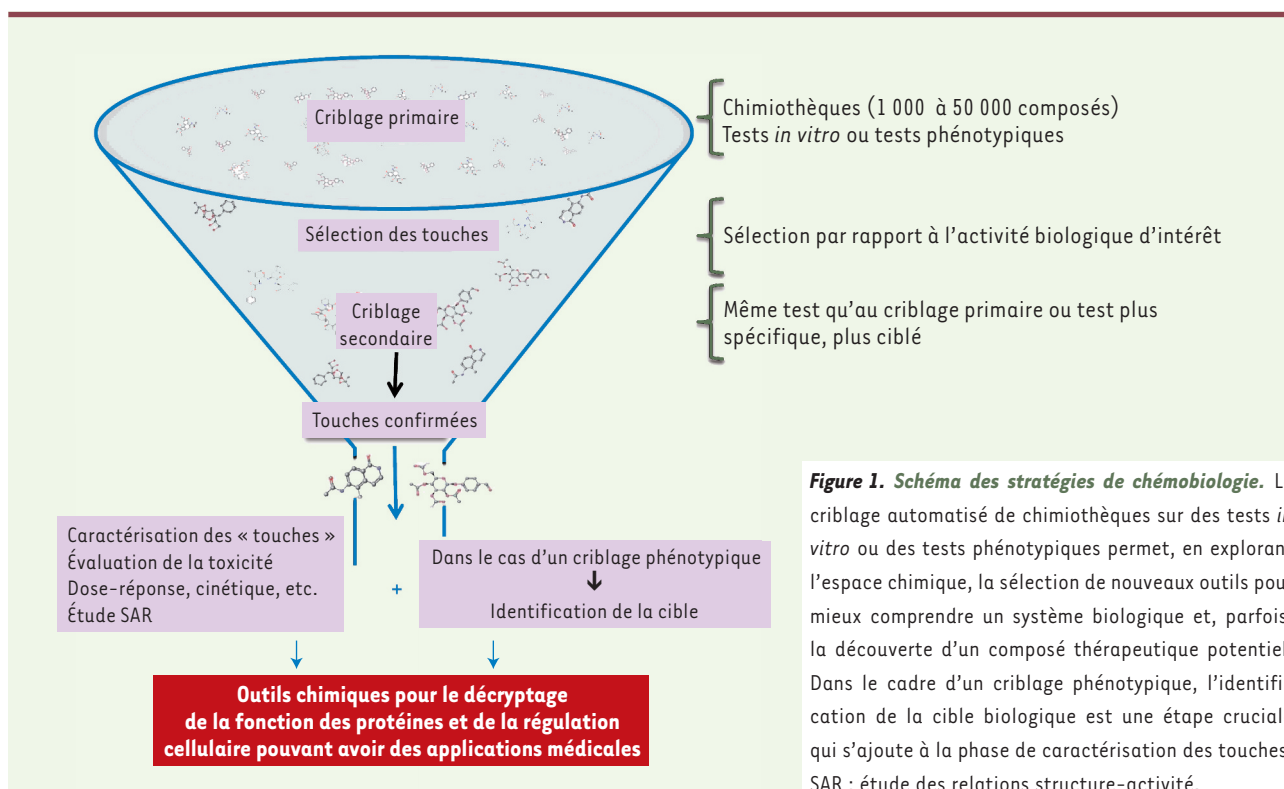 Criblage primaire
Chimiothèques (1 000 à 50 000 composés)
Tests in vitro ou tests phénotypiques
Sélection des touches
Sélection par rapport à l'activité biologique d'intérêt
Criblage
secondaire
Même test qu'au criblage primaire ou test plus
spécifique, plus ciblé
Touches confirmées
Caractérisation des « touches »
Évaluation de la toxicité
Dose-réponse, cinétique, etc.
Étude SAR
+
Dans le cas d'un criblage phénotypique
Identification de la cible
Outils chimiques pour le décryptage
de la fonction des protéines et de la régulation
cellulaire pouvant avoir des applications médicales
Figure 1. Schéma des stratégies de chémobiologie. L
criblage automatisé de chimiothèques sur des tests i
vitro ou des tests phénotypiques permet, en exploran
l'espace chimique, la sélection de nouveaux outils pou
mieux comprendre un système biologique et, parfois
la découverte d'un composé thérapeutique potentiel
Dans le cadre d'un criblage phénotypique, l'identifi
cation de la cible biologique est une étape crucial
qui s'ajoute à la phase de caractérisation des touches
SAR : étude des relations structure-activité.